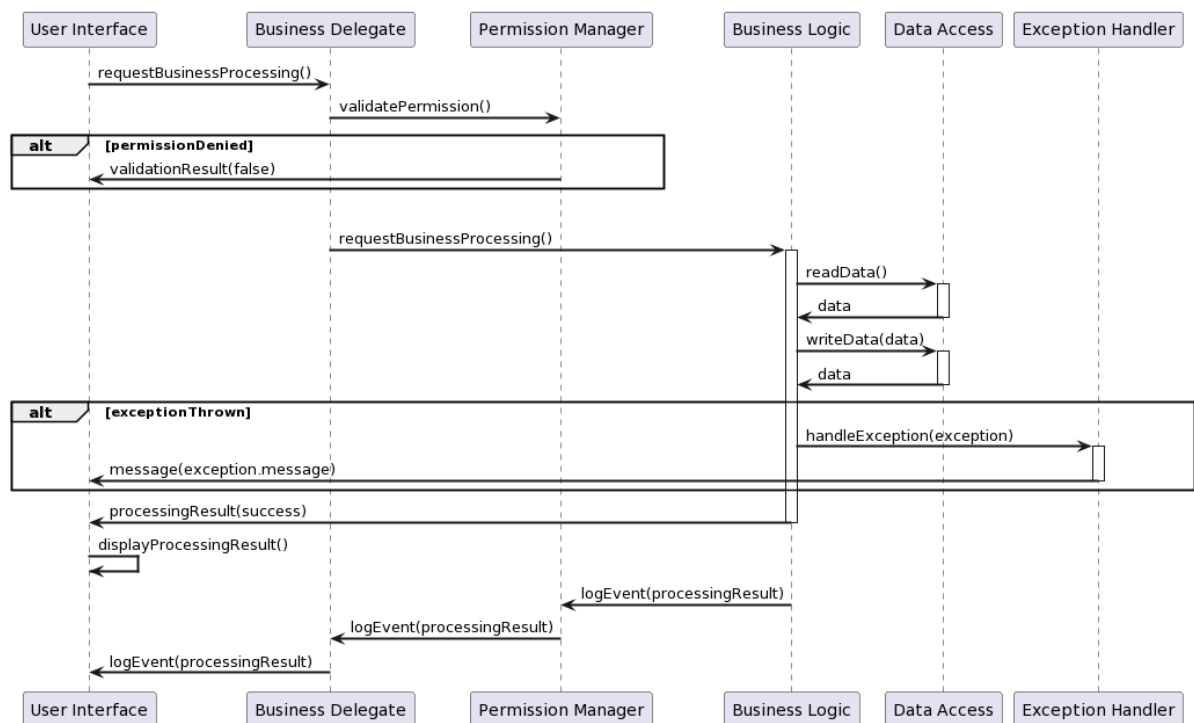 User Interface Business Delegate Permission Manager Business Logic Data Access Exception Handler
requestBusinessProcessing()
validatePermission()
alt [permissionDenied]
validationResult(false)
requestBusinessProcessing()
readData()
data
writeData(data)
data
alt [exceptionThrown]
handleException(exception)
message(exception.message)
processingResult(success)
displayProcessingResult()
logEvent(processingResult)
logEvent(processingResult)
logEvent(processingResult)
User Interface Business Delegate Permission Manager Business Logic Data Access Exception Handler